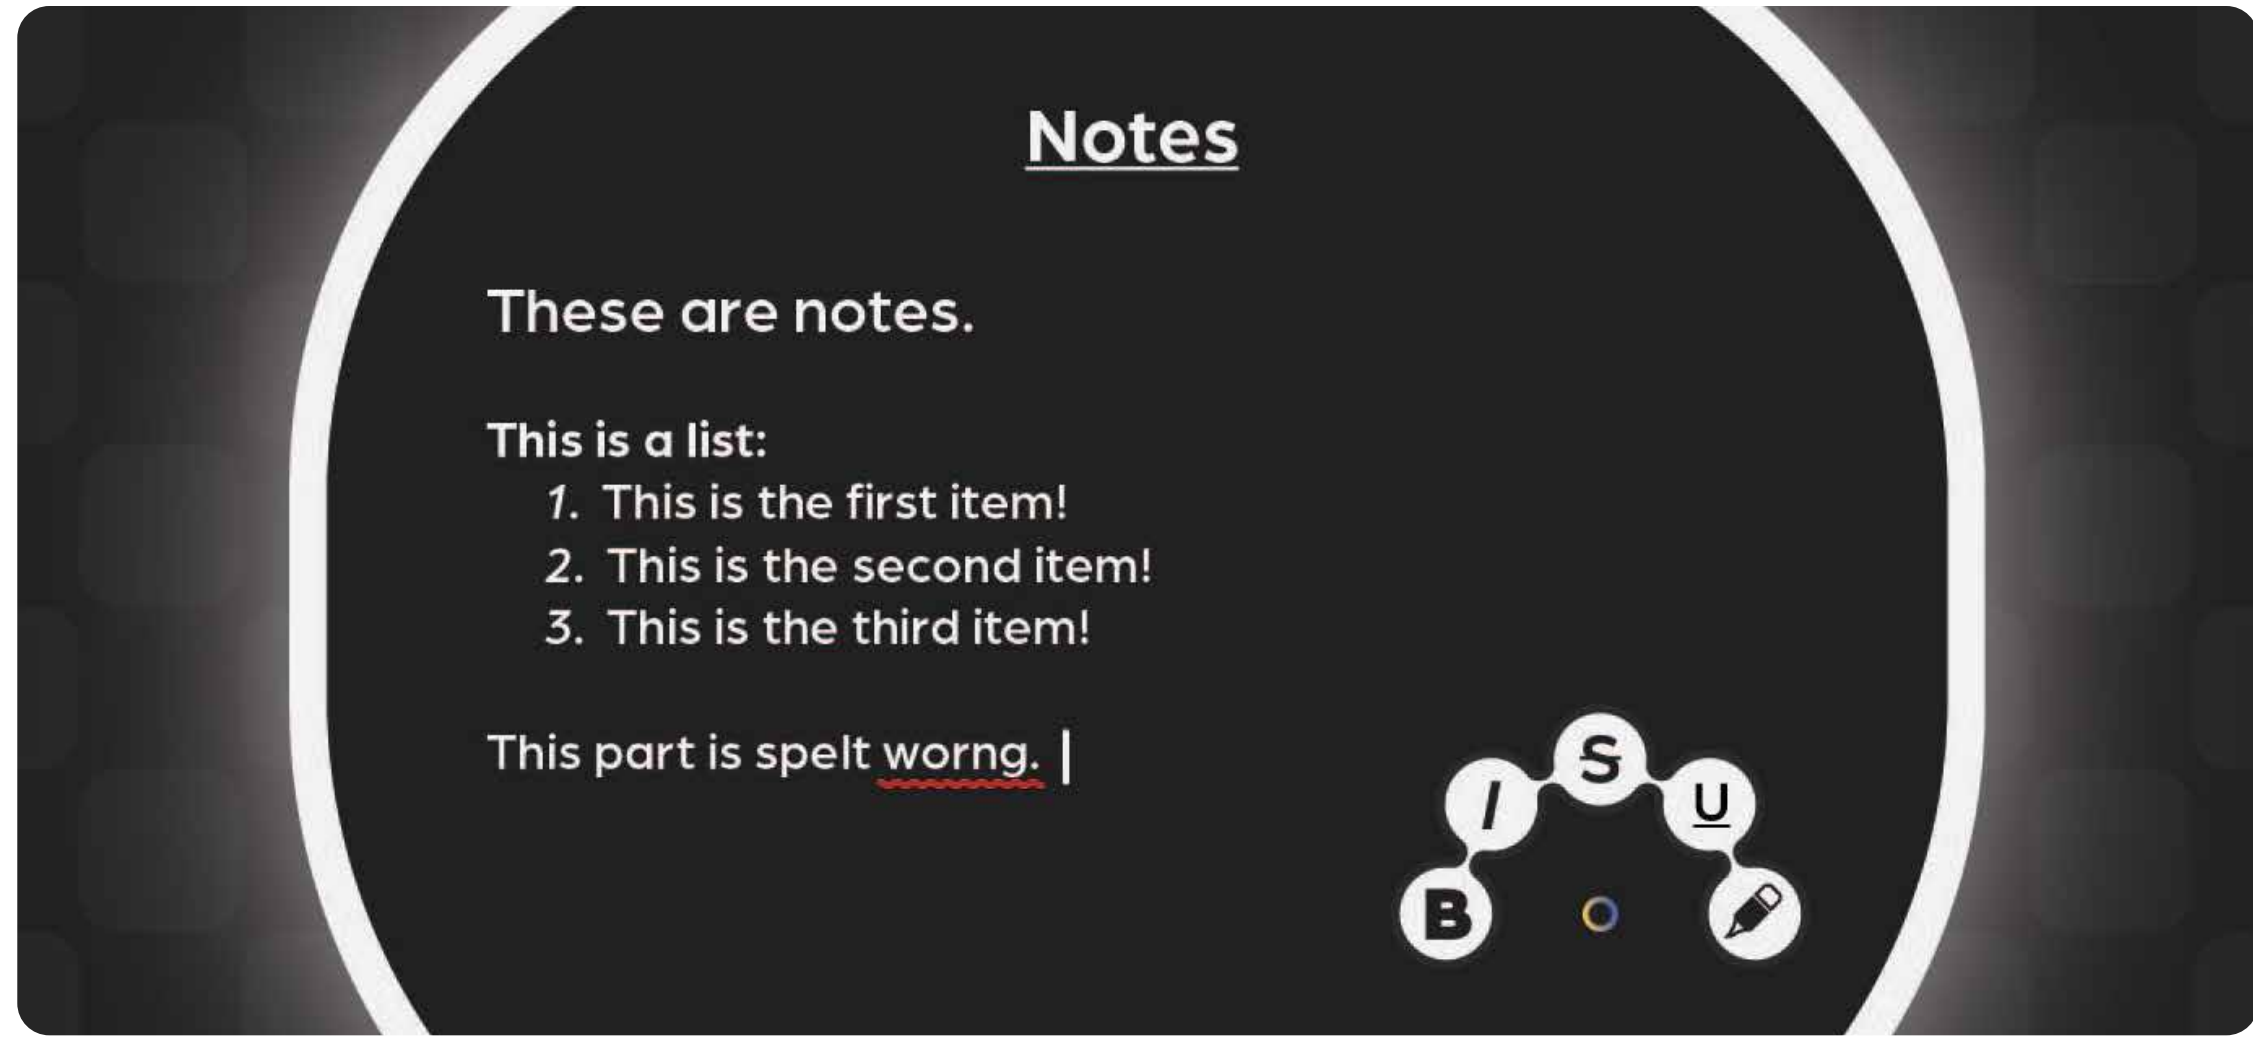 Notes
These are notes.
This is a list:
1. This is the first item!
2. This is the second item!
3. This is the third item!
This part is spelt worng.
S
I
U
B